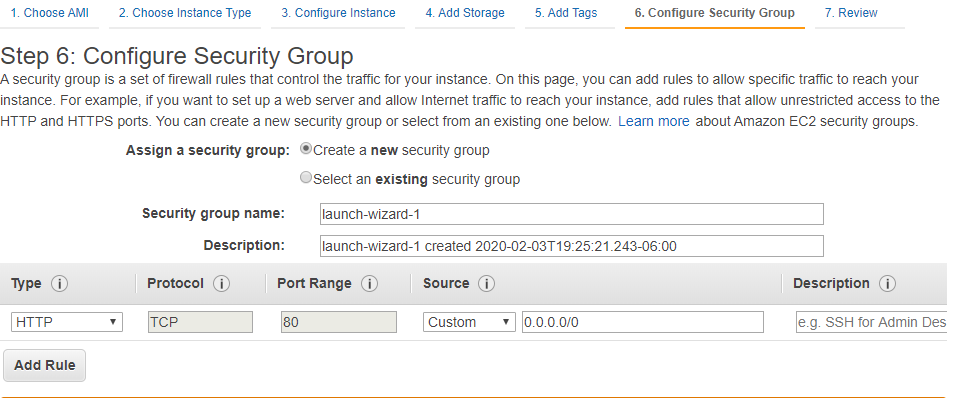 1. Choose AMI 2. Choose Instance Type 3. Configure Instance 4. Add Storage 5. Add Tags 6. Configure Security Group 7. Review
Step 6: Configure Security Group
A security group is a set of firewall rules that control the traffic for your instance. On this page, you can add rules to allow specific traffic to reach your
instance. For example, if you want to set up a web server and allow Internet traffic to reach your instance, add rules that allow unrestricted access to the
HTTP and HTTPS ports. You can create a new security group or select from an existing one below. Learn more about Amazon EC2 security groups.
Assign a security group: Create a new security group
Select an existing security group
Security group name: launch-wizard-1
Description: launch-wizard-1 created 2020-02-03T19:25:21.243-06:00
Type i Protocol i Port Range i Source i Description i
HTTP TCP 80 Custom 0.0.0.0/0 e.g. SSH for Admin Des
Add Rule